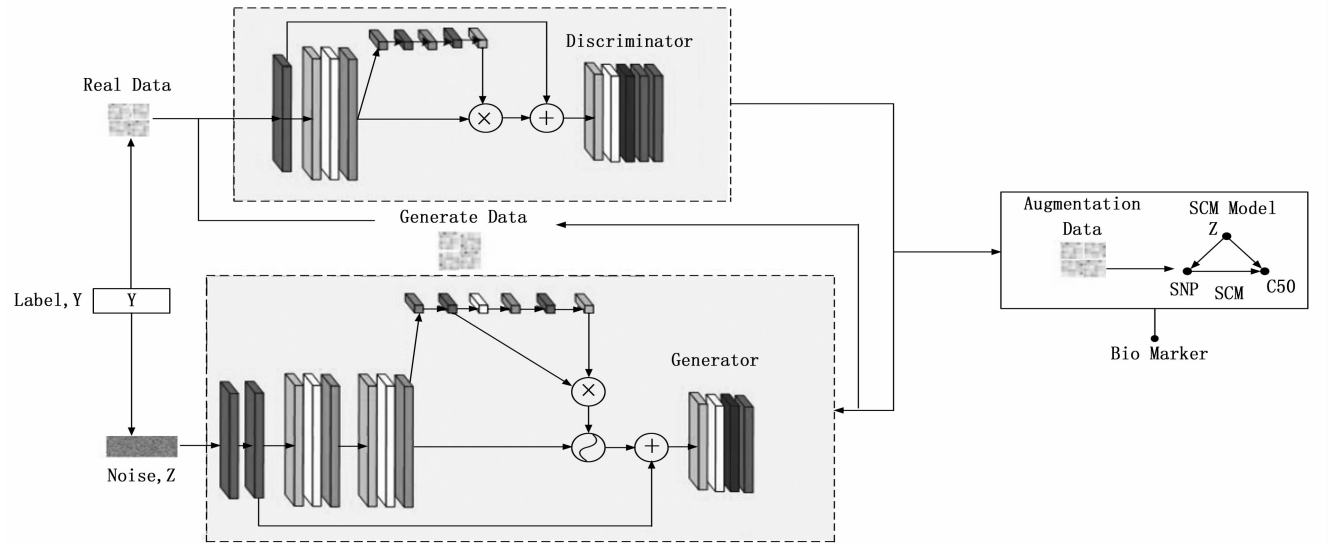 Discriminator
Real Data
×
+
Generate Data
Augmentation
Data
SCM Model
Z
SNP
SCM
C50
Bio Marker
Label,Y
Y
Generator
×
+
Noise,Z